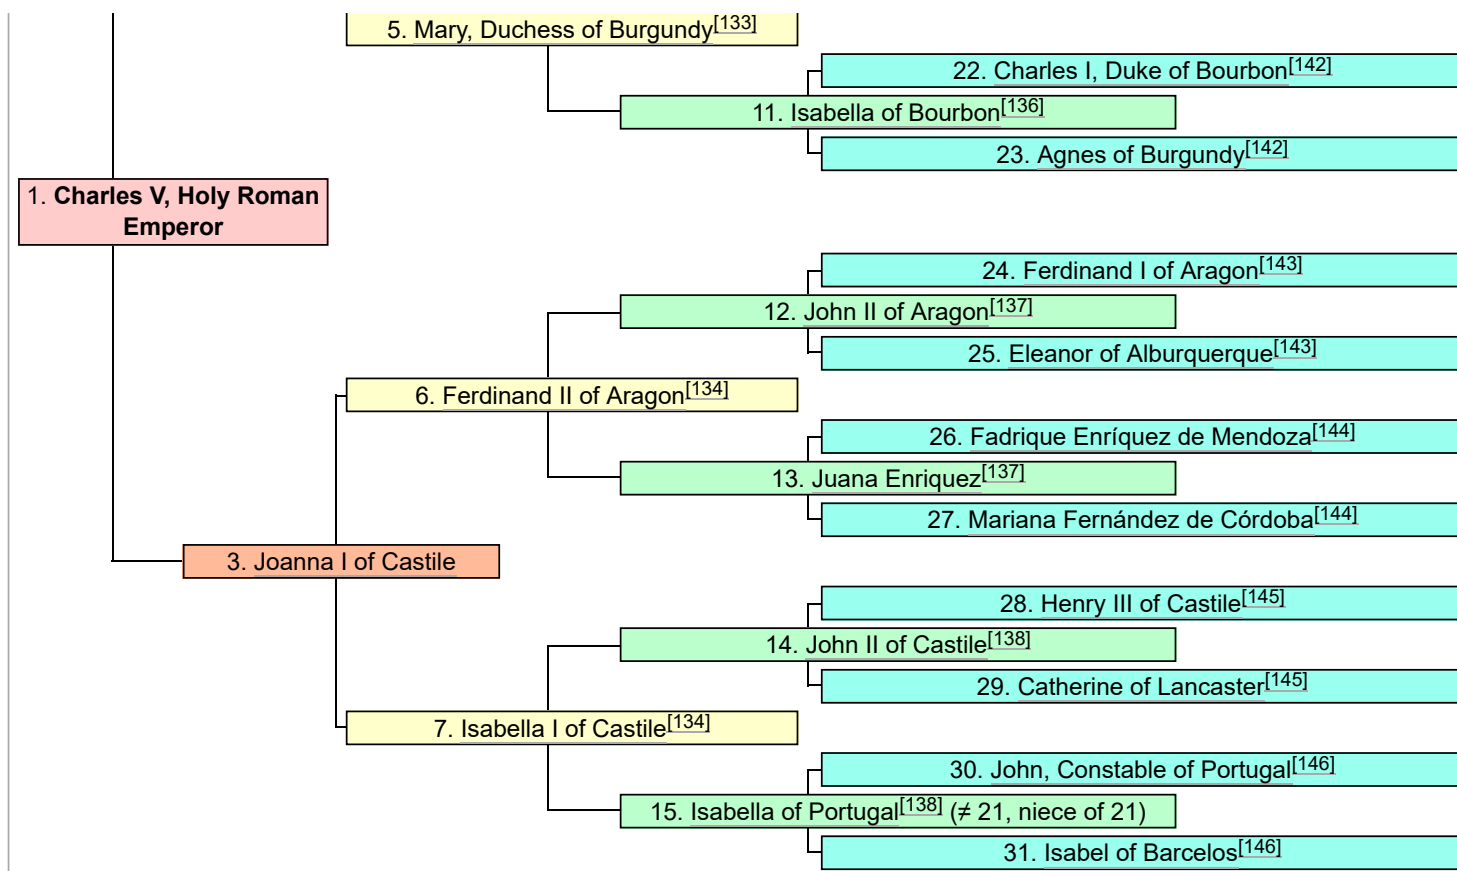 5. Mary, Duchess of Burgundy[133]
22. Charles I, Duke of Bourbon[142]
11. Isabella of Bourbon[136]
23. Agnes of Burgundy[142]
1. Charles V, Holy Roman
Emperor
24. Ferdinand I of Aragon[143]
12. John II of Aragon[137]
25. Eleanor of Alburquerque[143]
6. Ferdinand II of Aragon[134]
26. Fadrique Enríquez de Mendoza[144]
13. Juana Enriquez[137]
27. Mariana Fernández de Córdoba[144]
3. Joanna I of Castile
28. Henry III of Castile[145]
14. John II of Castile[138]
29. Catherine of Lancaster[145]
7. Isabella I of Castile[134]
30. John, Constable of Portugal[146]
15. Isabella of Portugal[138] (≠ 21, niece of 21)
31. Isabel of Barcelos[146]